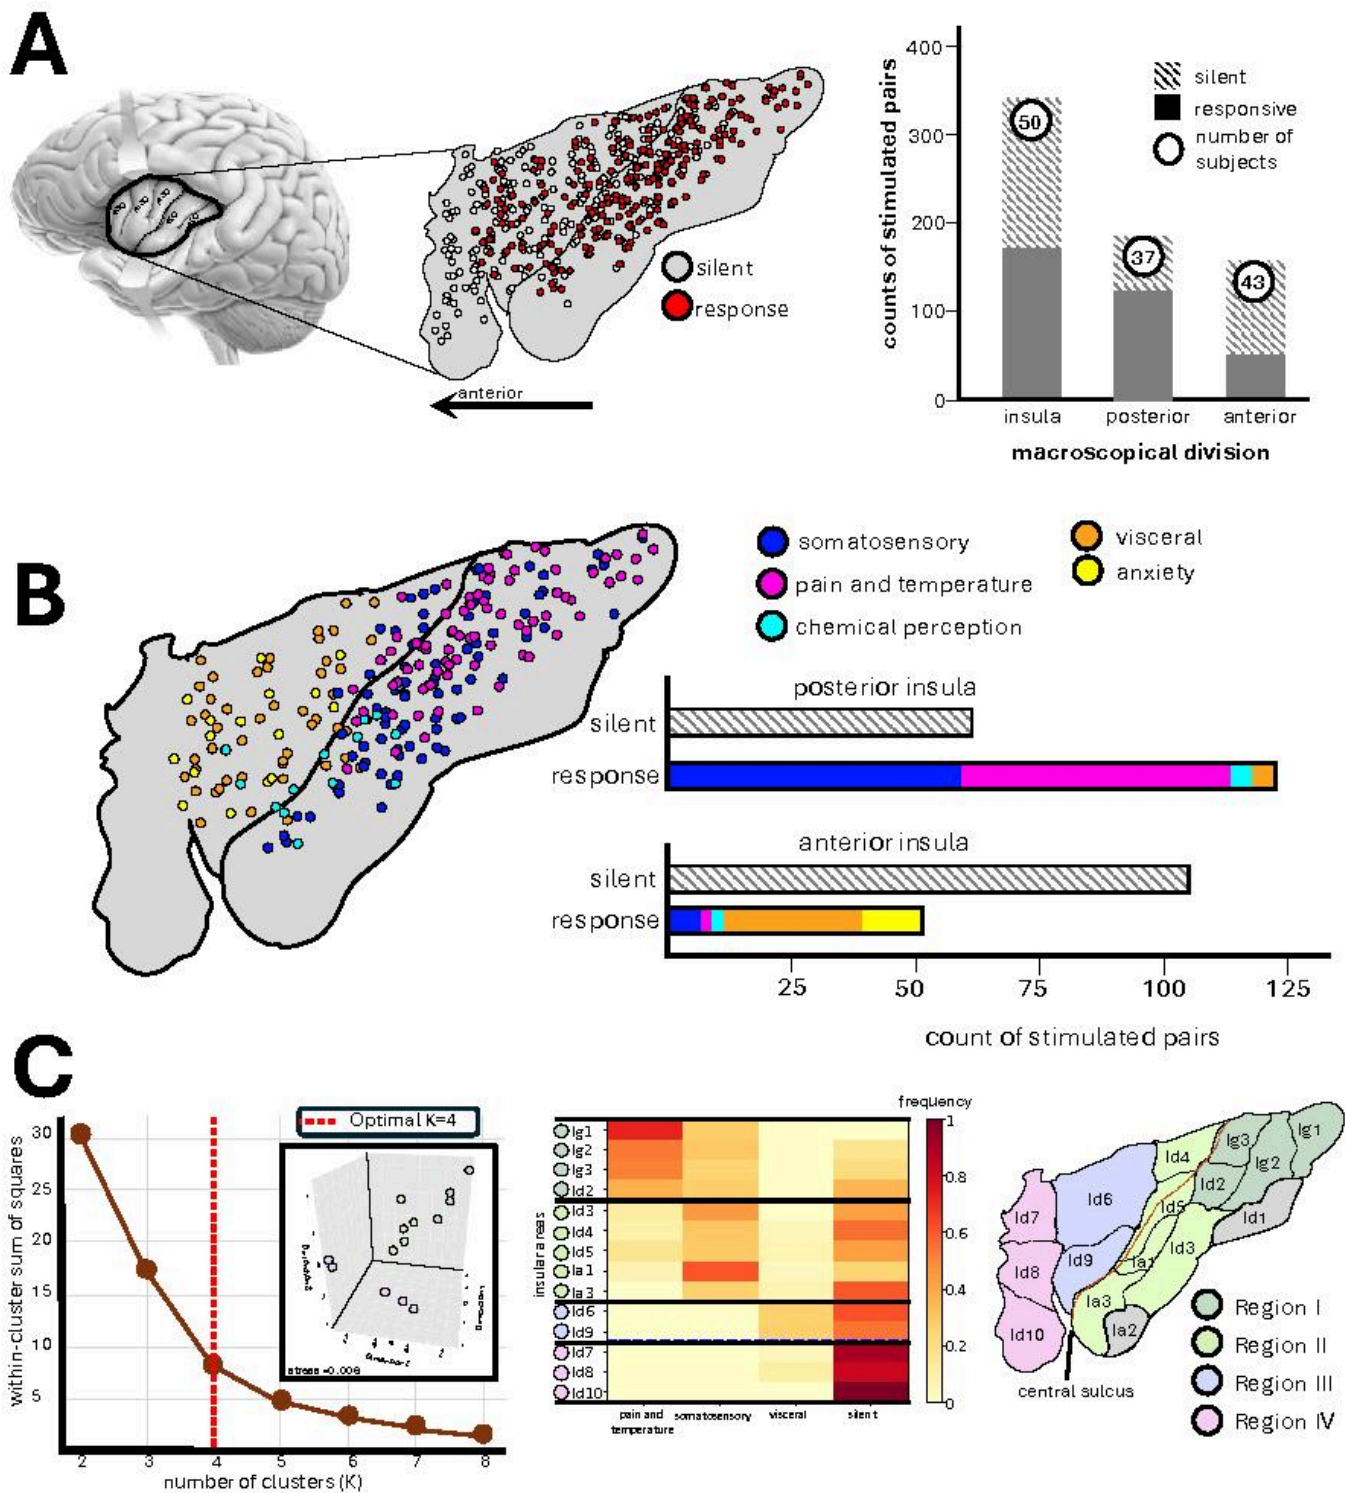 A
silent
response
anterior
counts of stimulated pairs
400
300
200
100
0
50
37
43
silent
responsive
number of
subjects
insula posterior anterior
macroscopical division
B
somatosensory
pain and temperature
chemical perception
visceral
anxiety
posterior insula
silent
response
anterior insula
silent
response
25 50 75 100 125
count of stimulated pairs
C
within-cluster sum of squares
30
25
20
15
10
5
2 3 4 5 6 7 8
number of clusters (K)
Optimal K=4
stress =0.006
insular areas
Ig1
Ig2
Ig3
Id2
Id3
Id4
Id5
Ia1
Ia3
Id6
Id9
Id7
Id8
Id10
pain and
temperature
somatosensory
visceral
silent
frequency
1
0.8
0.6
0.4
0.2
0
Ig1
Ig3
Ig2
Id4
Id2
Id6
Id7
Id5
Id1
Id3
Id9
Id8
Ia1
Ia3
Id10
Ia2
central sulcus
Region I
Region II
Region III
Region IV